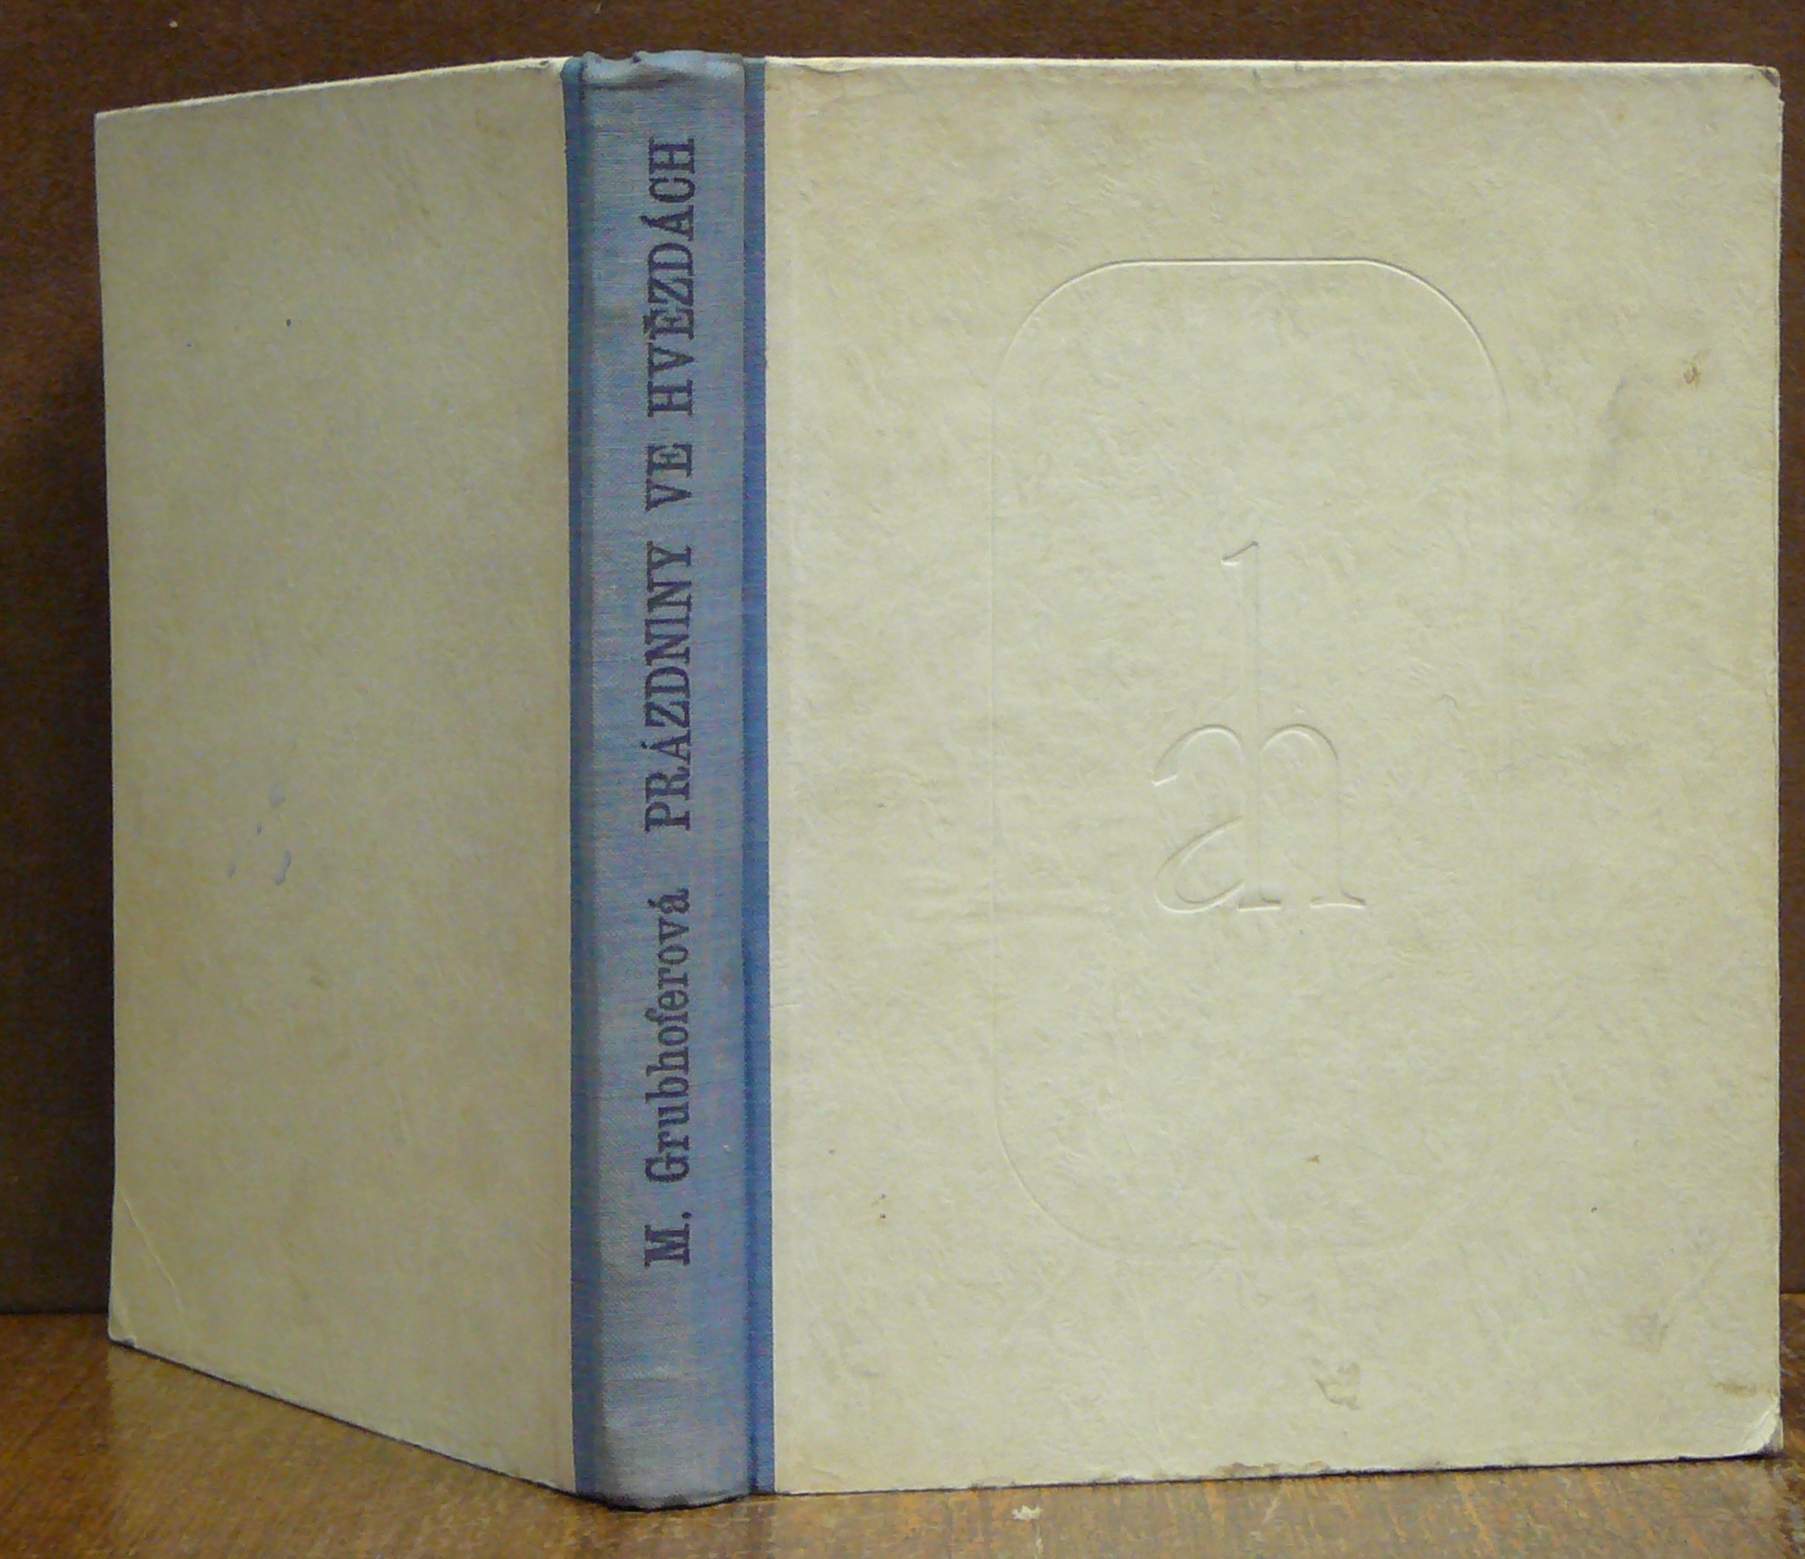 M. Grubhoferová PRÁZDNINY VE HVĚZDÁCH